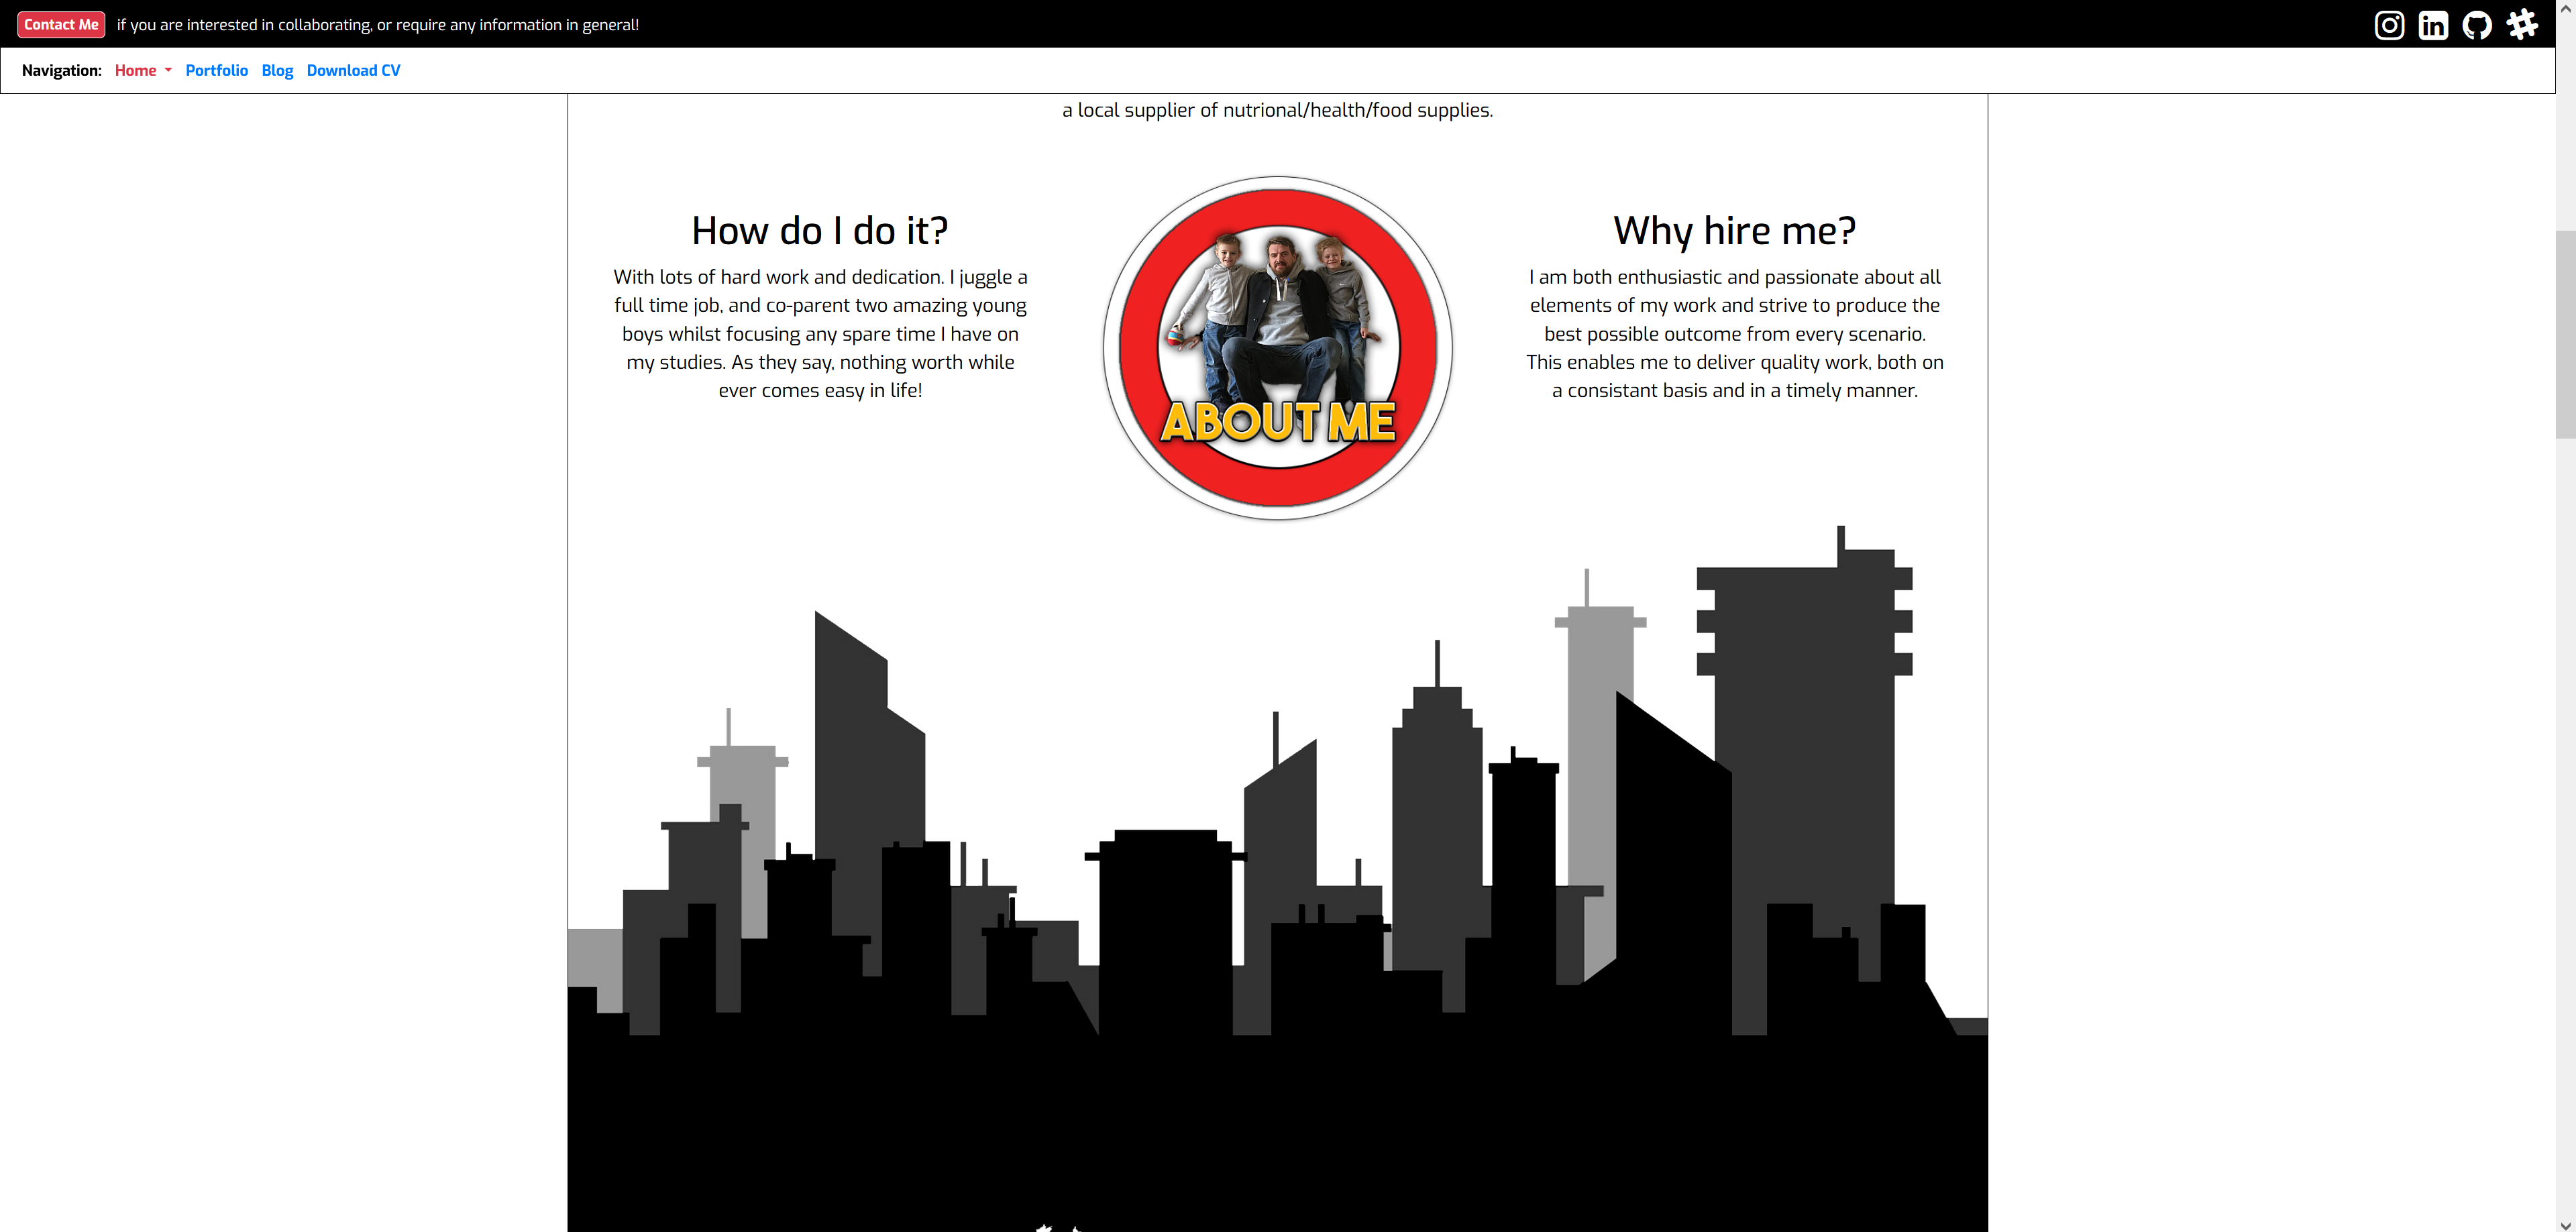 Contact Me if you are interested in collaborating, or require any information in general!
Navigation: Home Portfolio Blog Download CV
a local supplier of nutrional/health/food supplies.
How do I do it?
With lots of hard work and dedication. I juggle a
full time job, and co-parent two amazing young
boys whilst focusing any spare time I have on
my studies. As they say, nothing worth while
ever comes easy in life!
ABOUT ME
Why hire me?
I am both enthusiastic and passionate about all
elements of my work and strive to produce the
best possible outcome from every scenario.
This enables me to deliver quality work, both on
a consistant basis and in a timely manner.